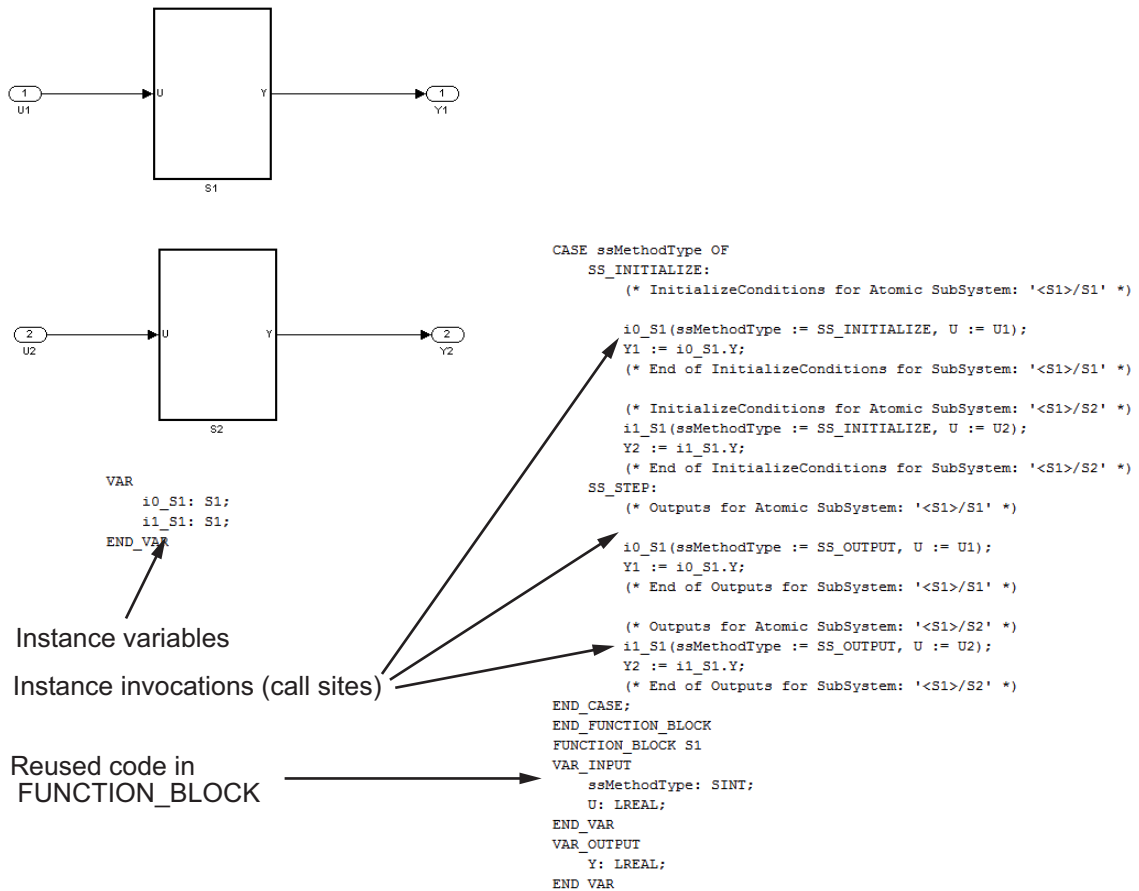 1
U1
U
Y
S1
1
Y1
2
U2
U
Y
S2
2
Y2
VAR
i0_S1: S1;
i1_S1: S1;
END_VAR
Instance variables
Instance invocations (call sites)
Reused code in
FUNCTION_BLOCK
CASE ssMethodType OF
SS_INITIALIZE:
(* InitializeConditions for Atomic SubSystem: '<S1>/S1' *)
i0_S1(ssMethodType := SS_INITIALIZE, U := U1);
Y1 := i0_S1.Y;
(* End of InitializeConditions for SubSystem: '<S1>/S1' *)
(* InitializeConditions for Atomic SubSystem: '<S1>/S2' *)
i1_S1(ssMethodType := SS_INITIALIZE, U := U2);
Y2 := i1_S1.Y;
(* End of InitializeConditions for SubSystem: '<S1>/S2' *)
SS_STEP:
(* Outputs for Atomic SubSystem: '<S1>/S1' *)
i0_S1(ssMethodType := SS_OUTPUT, U := U1);
Y1 := i0_S1.Y;
(* End of Outputs for SubSystem: '<S1>/S1' *)
(* Outputs for Atomic SubSystem: '<S1>/S2' *)
i1_S1(ssMethodType := SS_OUTPUT, U := U2);
Y2 := i1_S1.Y;
(* End of Outputs for SubSystem: '<S1>/S2' *)
END_CASE;
END_FUNCTION_BLOCK
FUNCTION_BLOCK S1
VAR_INPUT
ssMethodType: SINT;
U: LREAL;
END_VAR
VAR_OUTPUT
Y: LREAL;
END_VAR